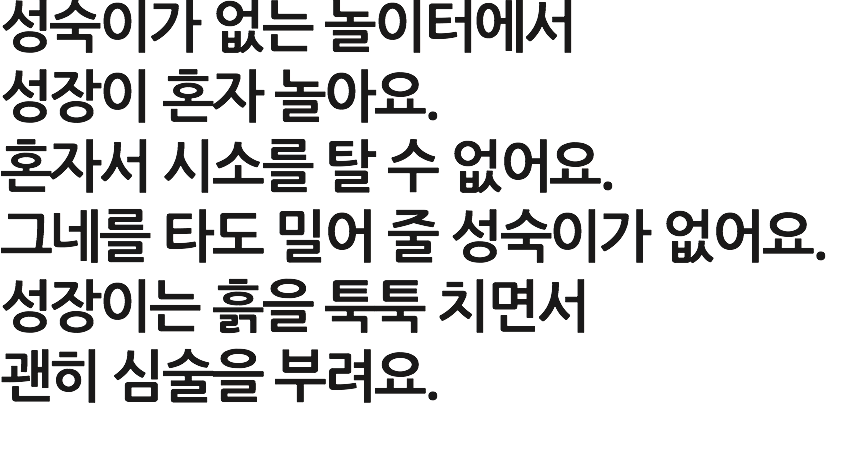 성숙이가 없는 놀이터에서
성장이 혼자 놀아요.
혼자서 시소를 탈 수 없어요.
그네를 타도 밀어 줄 성숙이가 없어요.
성장이는 흙을 툭툭 치면서
괜히 심술을 부려요.